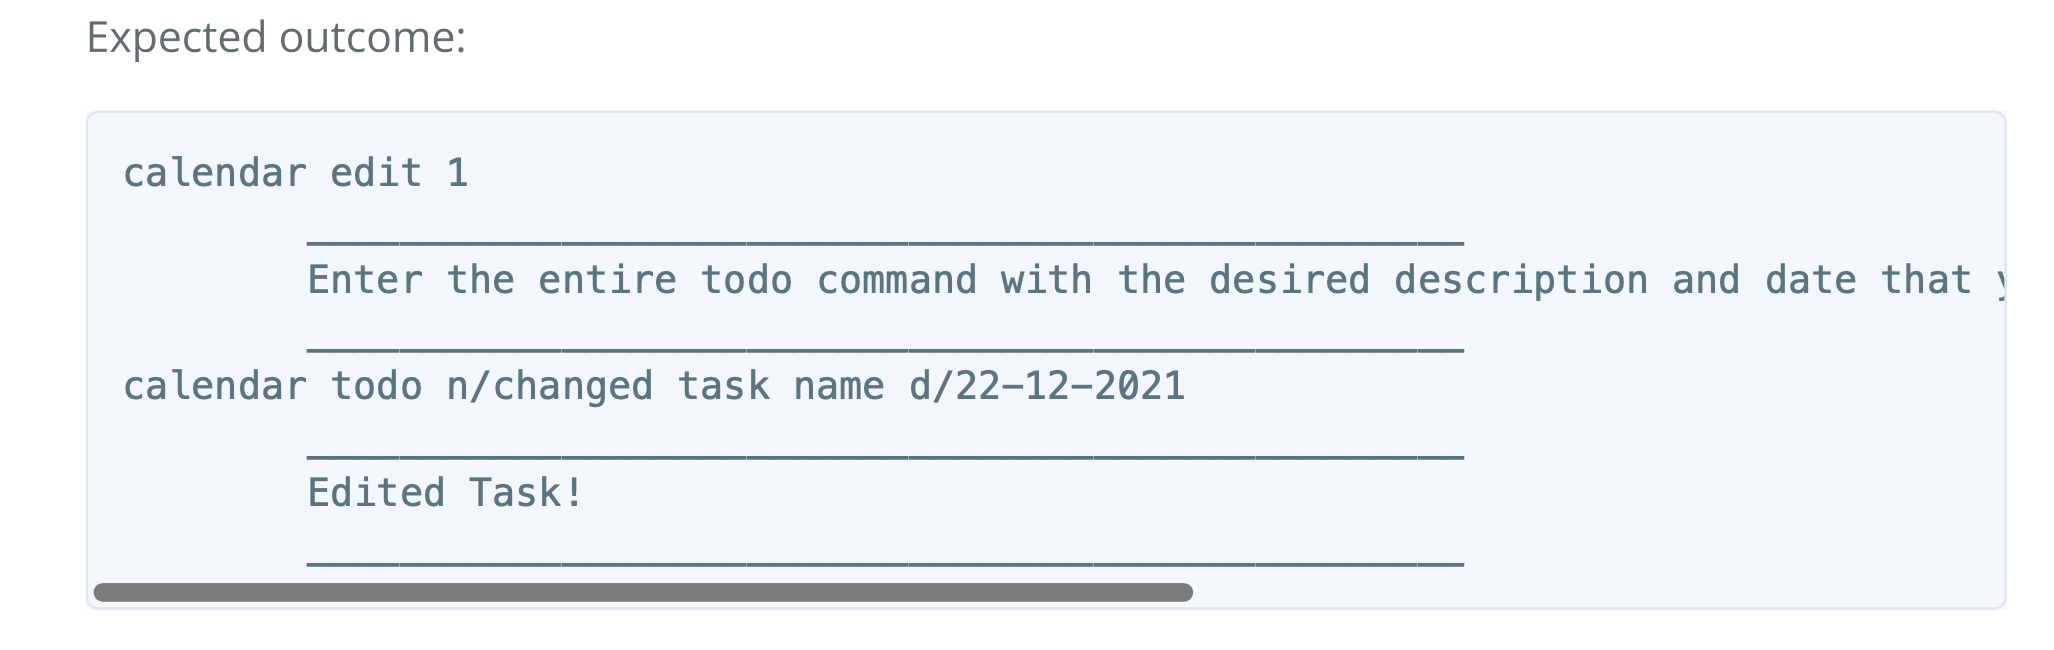 Expected outcome:
calendar edit 1
__________________________________________________
Enter the entire todo command with the desired description and date that
__________________________________________________
calendar todo n/changed task name d/22-12-2021
__________________________________________________
Edited Task!
__________________________________________________